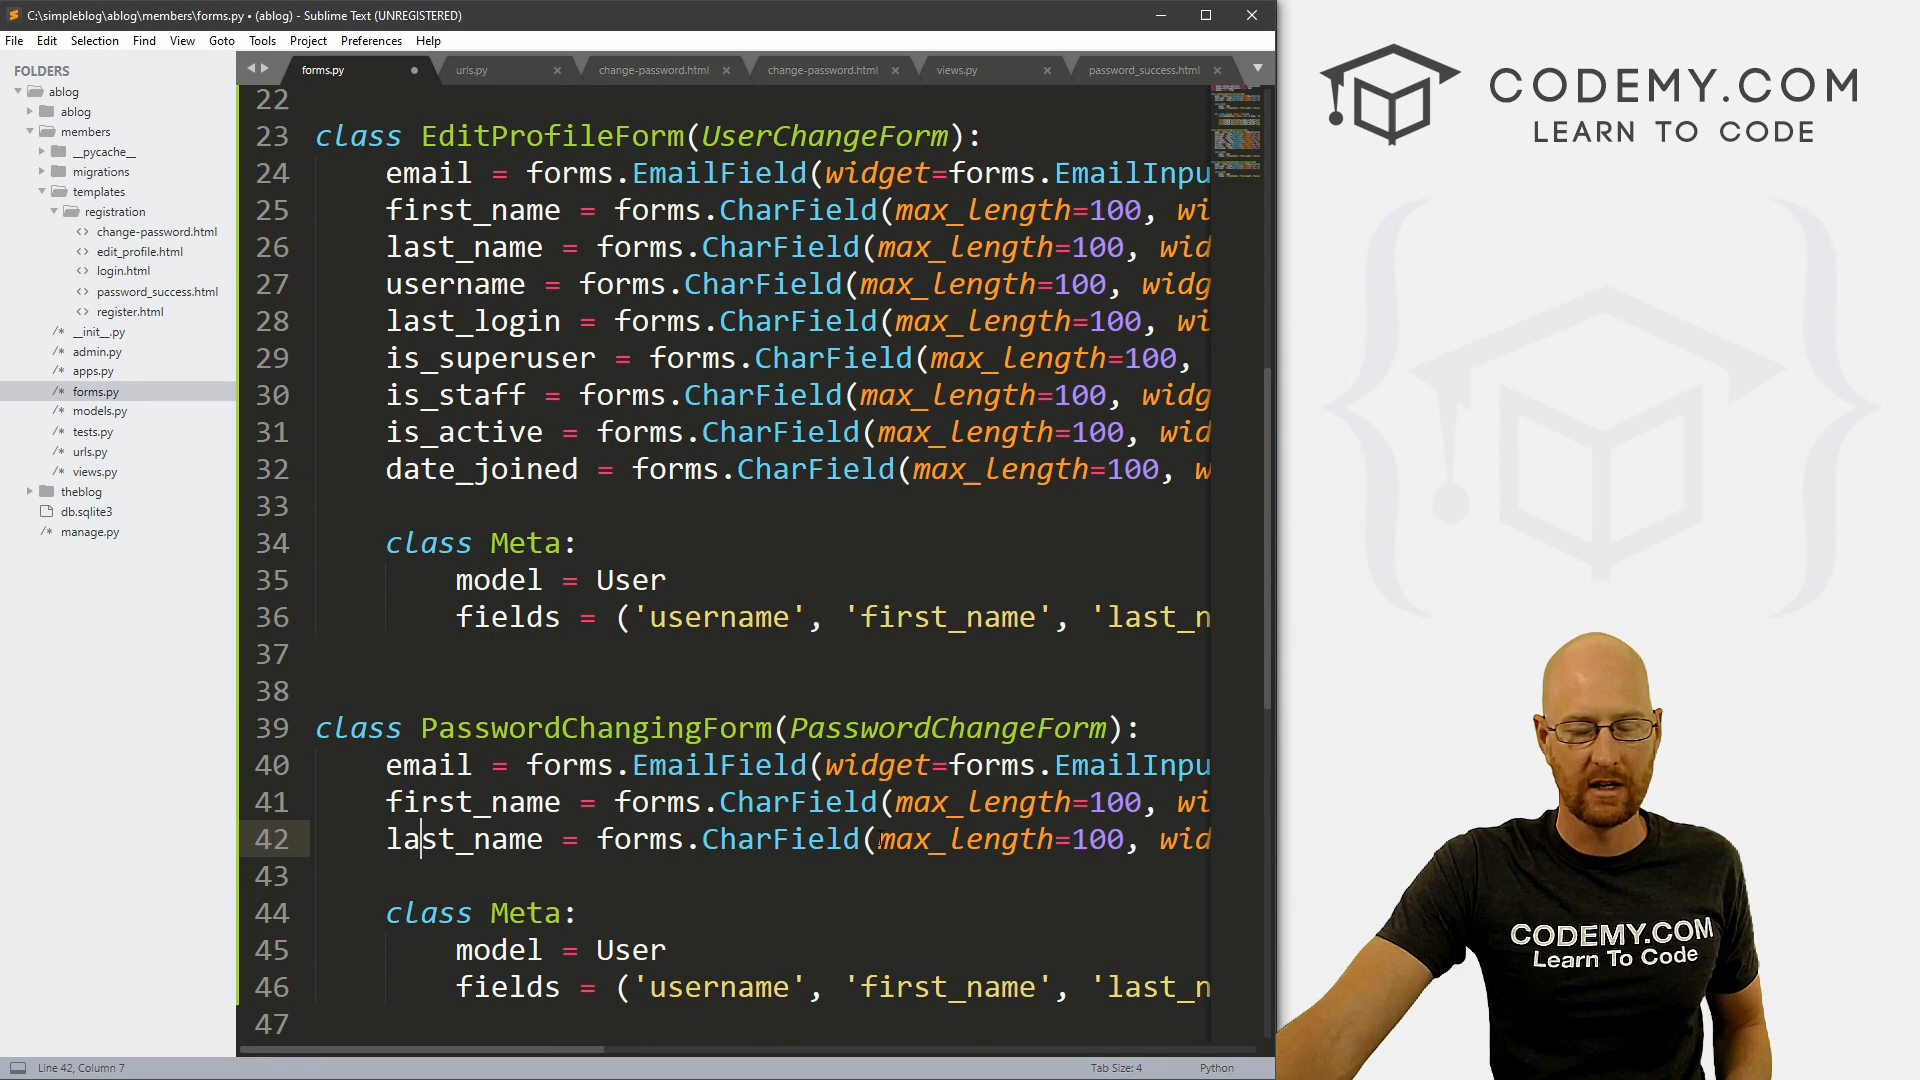 C:\simpleblog\ablog\members\forms.py • (ablog) - Sublime Text (UNREGISTERED)
File Edit Selection Find View Goto Tools Project Preferences Help
FOLDERS
ablog
ablog
members
__pycache__
migrations
templates
registration
change-password.html
edit_profile.html
login.html
password_success.html
register.html
__init__.py
admin.py
apps.py
forms.py
models.py
tests.py
urls.py
views.py
theblog
db.sqlite3
manage.py
forms.py urls.py change-password.html change-password.html views.py password_success.html
22
23 class EditProfileForm(UserChangeForm):
24 email = forms.EmailField(widget=forms.EmailInpu
25 first_name = forms.CharField(max_length=100, wi
26 last_name = forms.CharField(max_length=100, wid
27 username = forms.CharField(max_length=100, widg
28 last_login = forms.CharField(max_length=100, wi
29 is_superuser = forms.CharField(max_length=100,
30 is_staff = forms.CharField(max_length=100, widg
31 is_active = forms.CharField(max_length=100, wid
32 date_joined = forms.CharField(max_length=100, w
33
34 class Meta:
35 model = User
36 fields = ('username', 'first_name', 'last_n
37
38
39 class PasswordChangingForm(PasswordChangeForm):
40 email = forms.EmailField(widget=forms.EmailInpu
41 first_name = forms.CharField(max_length=100, wi
42 last_name = forms.CharField(max_length=100, wid
43
44 class Meta:
45 model = User
46 fields = ('username', 'first_name', 'last_n
47
Line 42, Column 7 Tab Size: 4 Python
CODEMY.COM
LEARN TO CODE
CODEMY.COM
Learn To Code